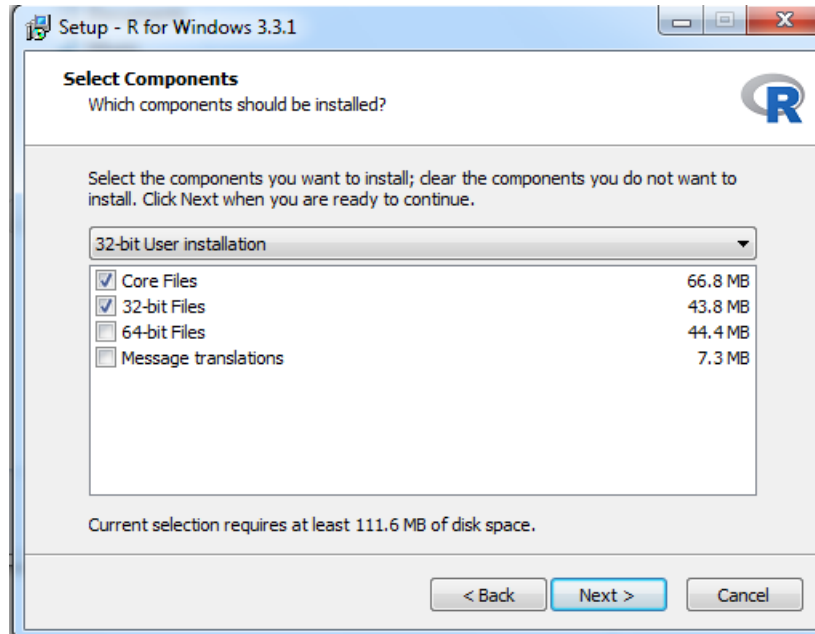 Setup - R for Windows 3.3.1
Select Components
Which components should be installed?
R
Select the components you want to install; clear the components you do not want to
install. Click Next when you are ready to continue.
32-bit User installation
Core Files 66.8 MB
32-bit Files 43.8 MB
64-bit Files 44.4 MB
Message translations 7.3 MB
Current selection requires at least 111.6 MB of disk space.
< Back Next > Cancel